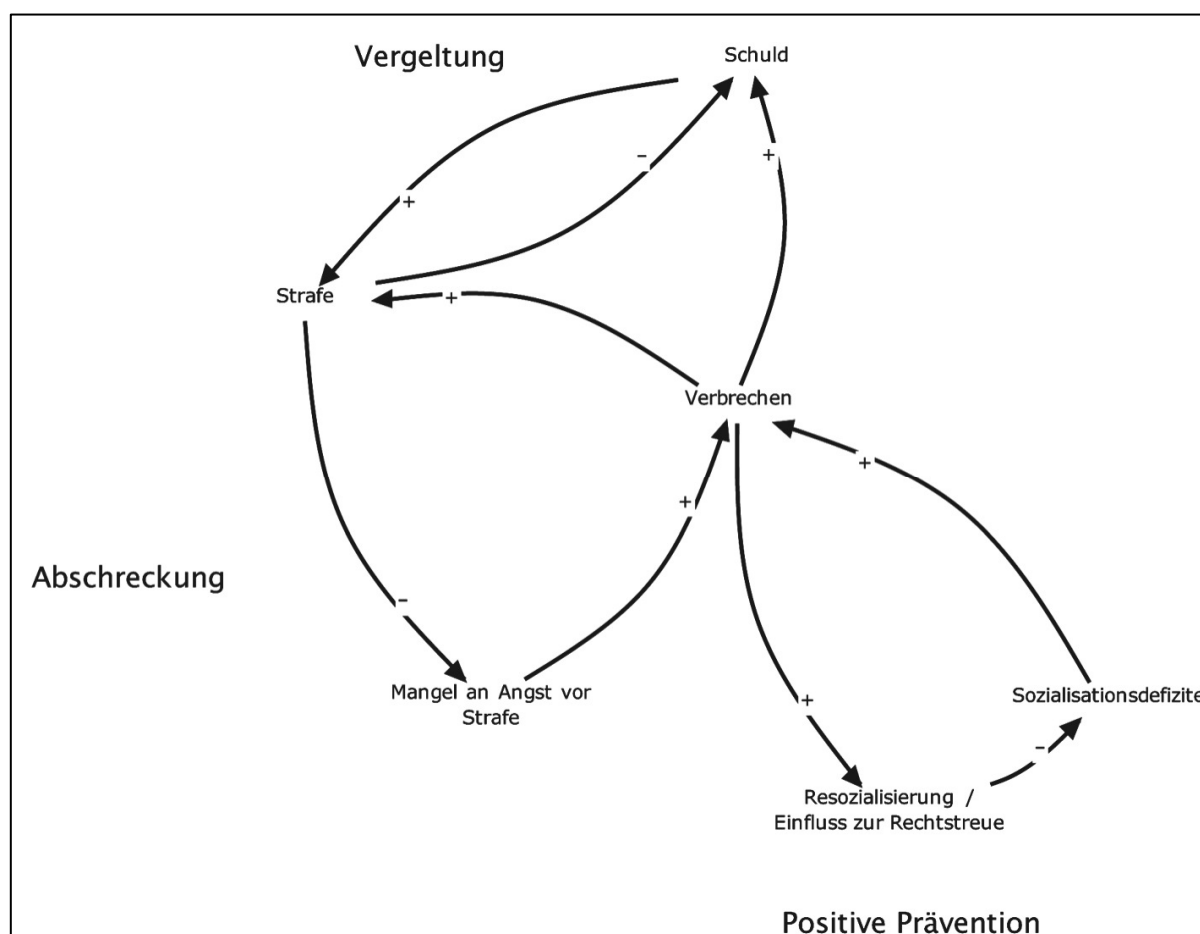 Vergeltung
Schuld
-
+
+
Strafe
+
Verbrechen
+
+
Abschreckung
-
Mangel an Angst vor
Strafe
+
Sozialisationsdefizite
-
Resozialisierung /
Einfluss zur Rechtstreue
Positive Prävention